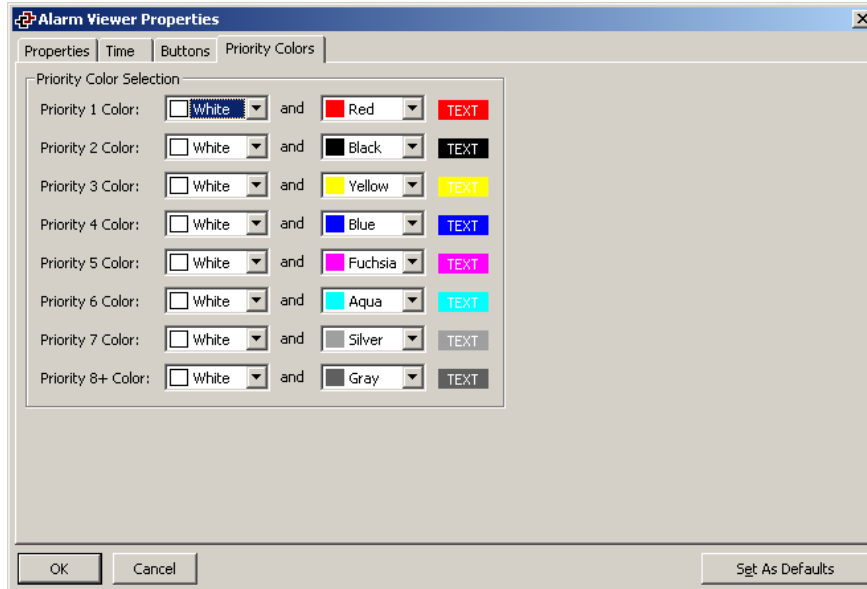 Alarm Viewer Properties
Properties Time Buttons Priority Colors
Priority Color Selection
Priority 1 Color: White and Red TEXT
Priority 2 Color: White and Black TEXT
Priority 3 Color: White and Yellow TEXT
Priority 4 Color: White and Blue TEXT
Priority 5 Color: White and Fuchsia TEXT
Priority 6 Color: White and Aqua TEXT
Priority 7 Color: White and Silver TEXT
Priority 8+ Color: White and Gray TEXT
OK Cancel Set As Defaults